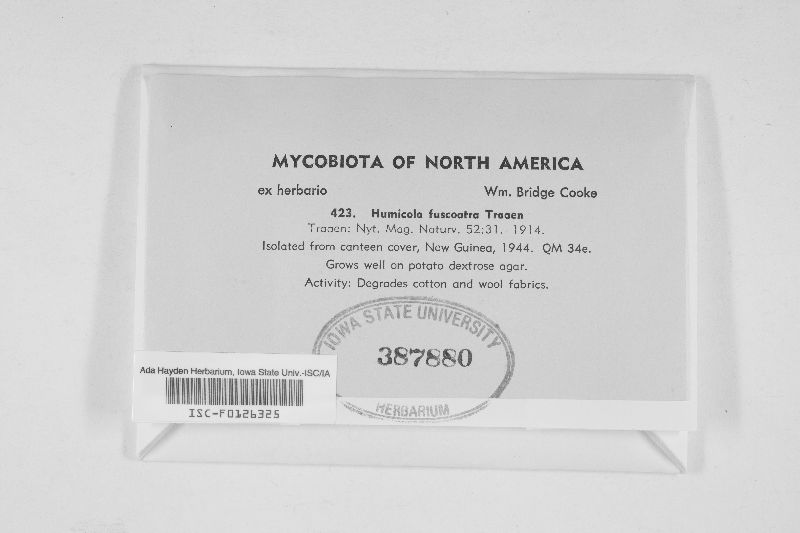 MYCOBIOTA OF NORTH AMERICA
ex herbario Wm. Bridge Cooke
423. Humicola fuscoatra Traaen
Traaen: Nyt. Mag. Naturv. 52:31. 1914.
Isolated from canteen cover, New Guinea, 1944. QM 34e.
Grows well on potato dextrose agar.
Activity: Degrades cotton and wool fabrics.
IOWA STATE UNIVERSITY
387880
HERBARIUM
Ada Hayden Herbarium, Iowa State Univ.-ISC/IA
ISC-F0126325